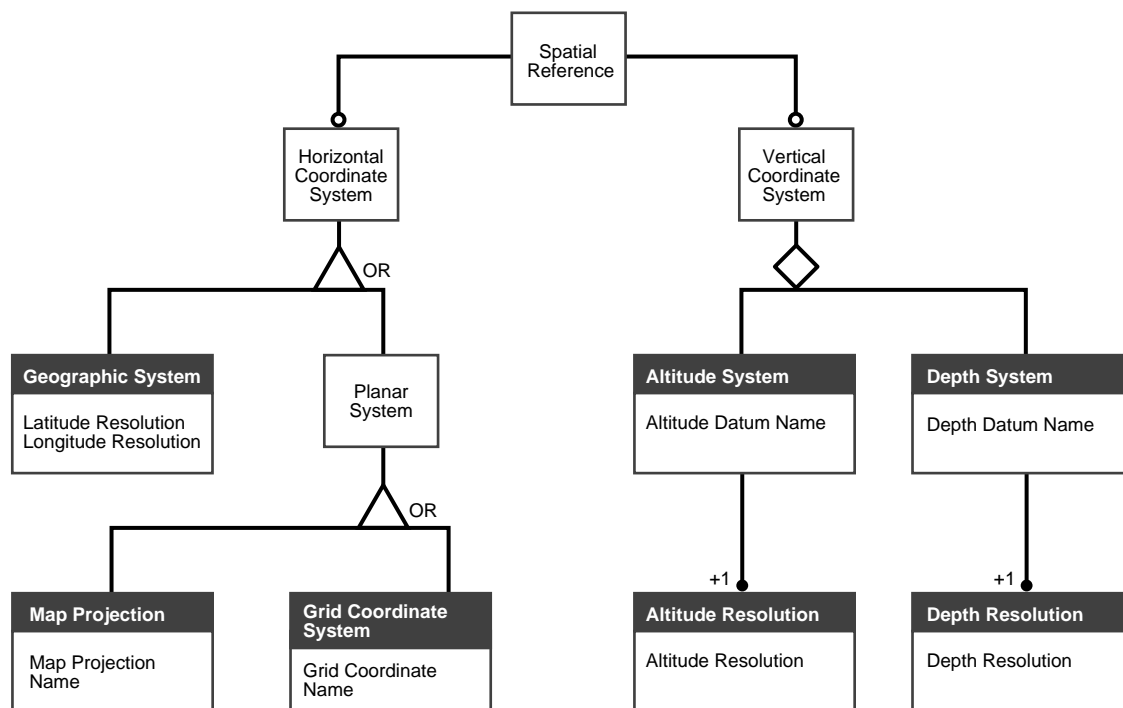 Spatial
Reference
Horizontal
Coordinate
System
Vertical
Coordinate
System
OR
Geographic System
Latitude Resolution
Longitude Resolution
Planar
System
Altitude System
Altitude Datum Name
Depth System
Depth Datum Name
OR
+1
+1
Map Projection
Map Projection
Name
Grid Coordinate
System
Grid Coordinate
Name
Altitude Resolution
Altitude Resolution
Depth Resolution
Depth Resolution